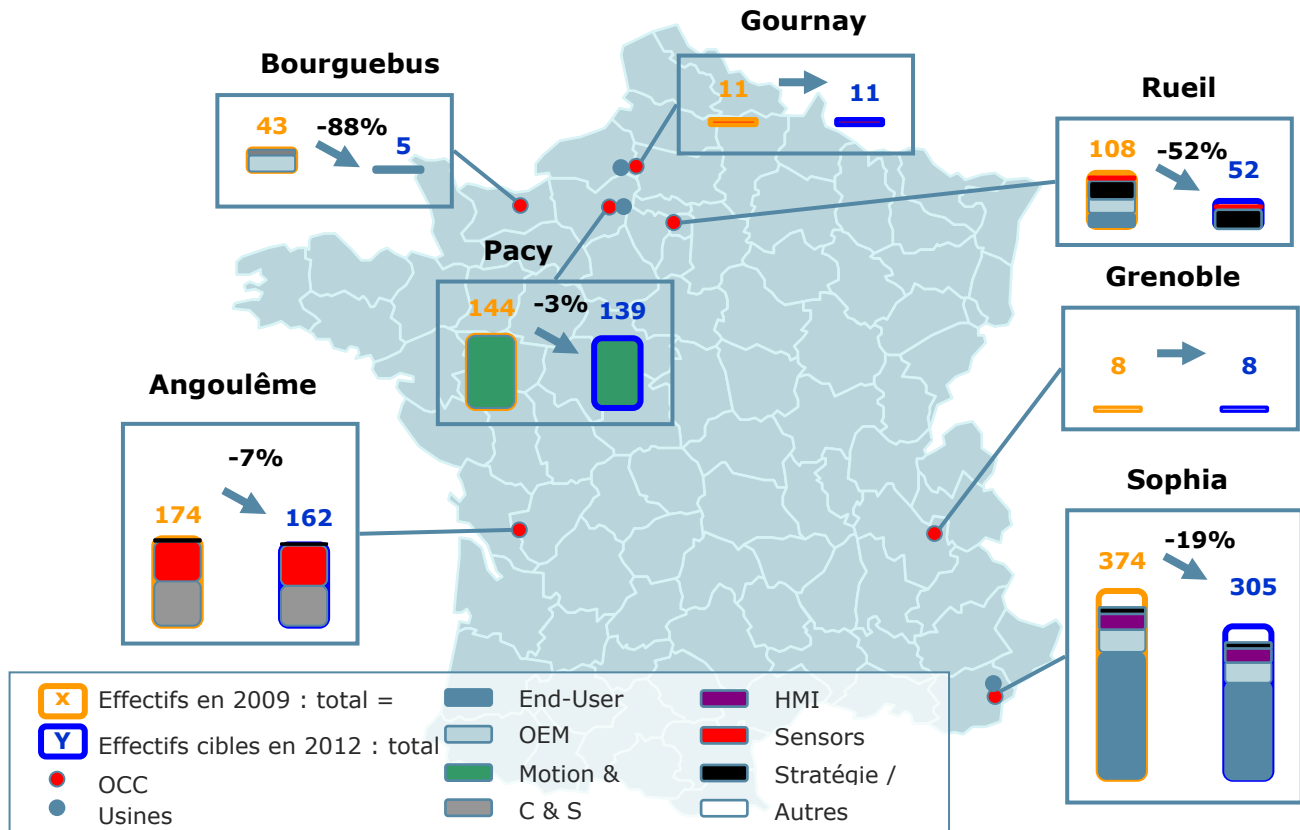 Gournay
11
11
Bourguebus
43
-88%
5
Rueil
108
-52%
52
Pacy
144
-3%
139
Grenoble
8
8
Angoulême
-7%
174
162
Sophia
-19%
374
305
x Effectifs en 2009 : total =
Y Effectifs cibles en 2012 : total
OCC
Usines
End-User
OEM
Motion &
C & S
HMI
Sensors
Stratégie /
Autres